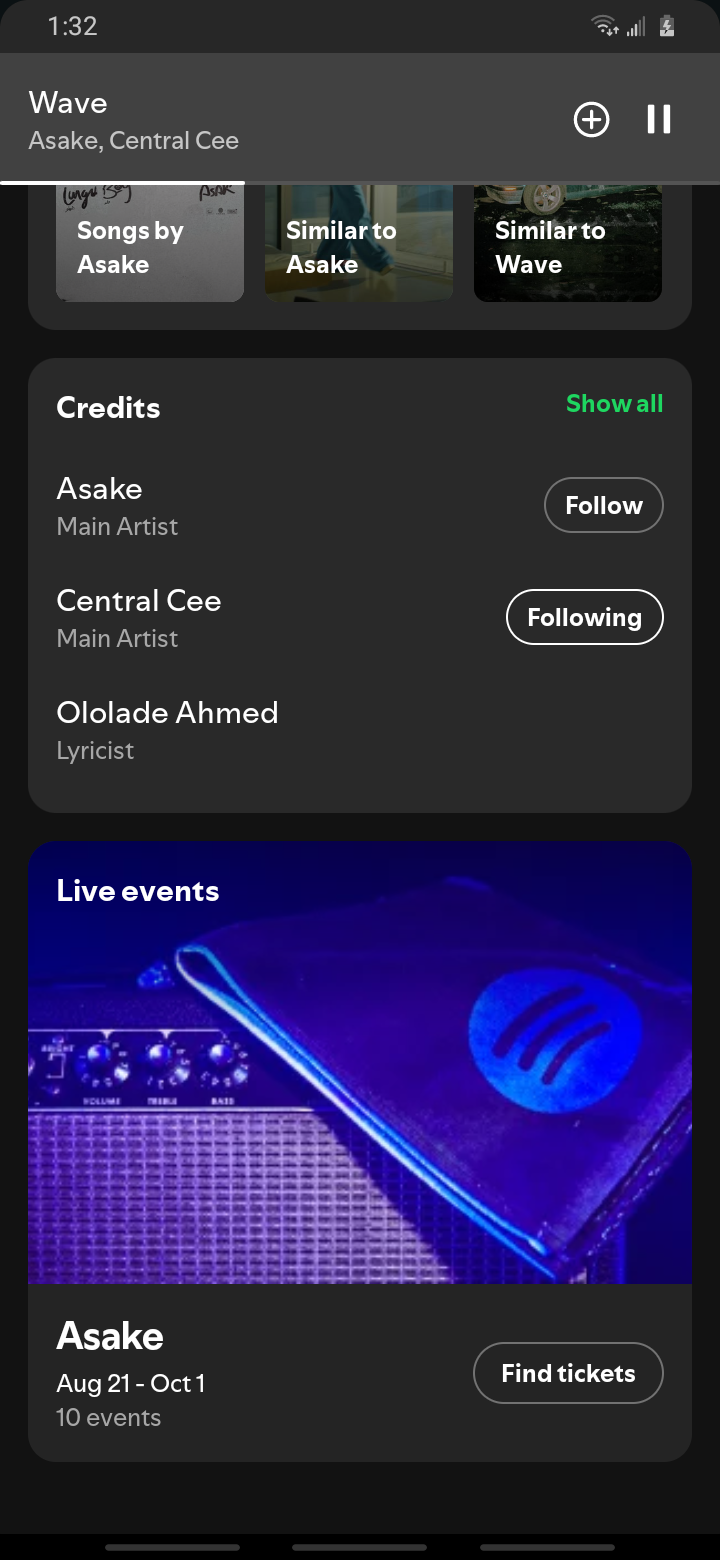 1:32
Wave
Asake, Central Cee
Songs by
Asake
Similar to
Asake
Similar to
Wave
Credits
Show all
Asake
Main Artist
Follow
Central Cee
Main Artist
Following
Ololade Ahmed
Lyricist
Live events
BRIGHT
VOLUME
TREBLE
BASS
Asake
Aug 21 - Oct 1
10 events
Find tickets